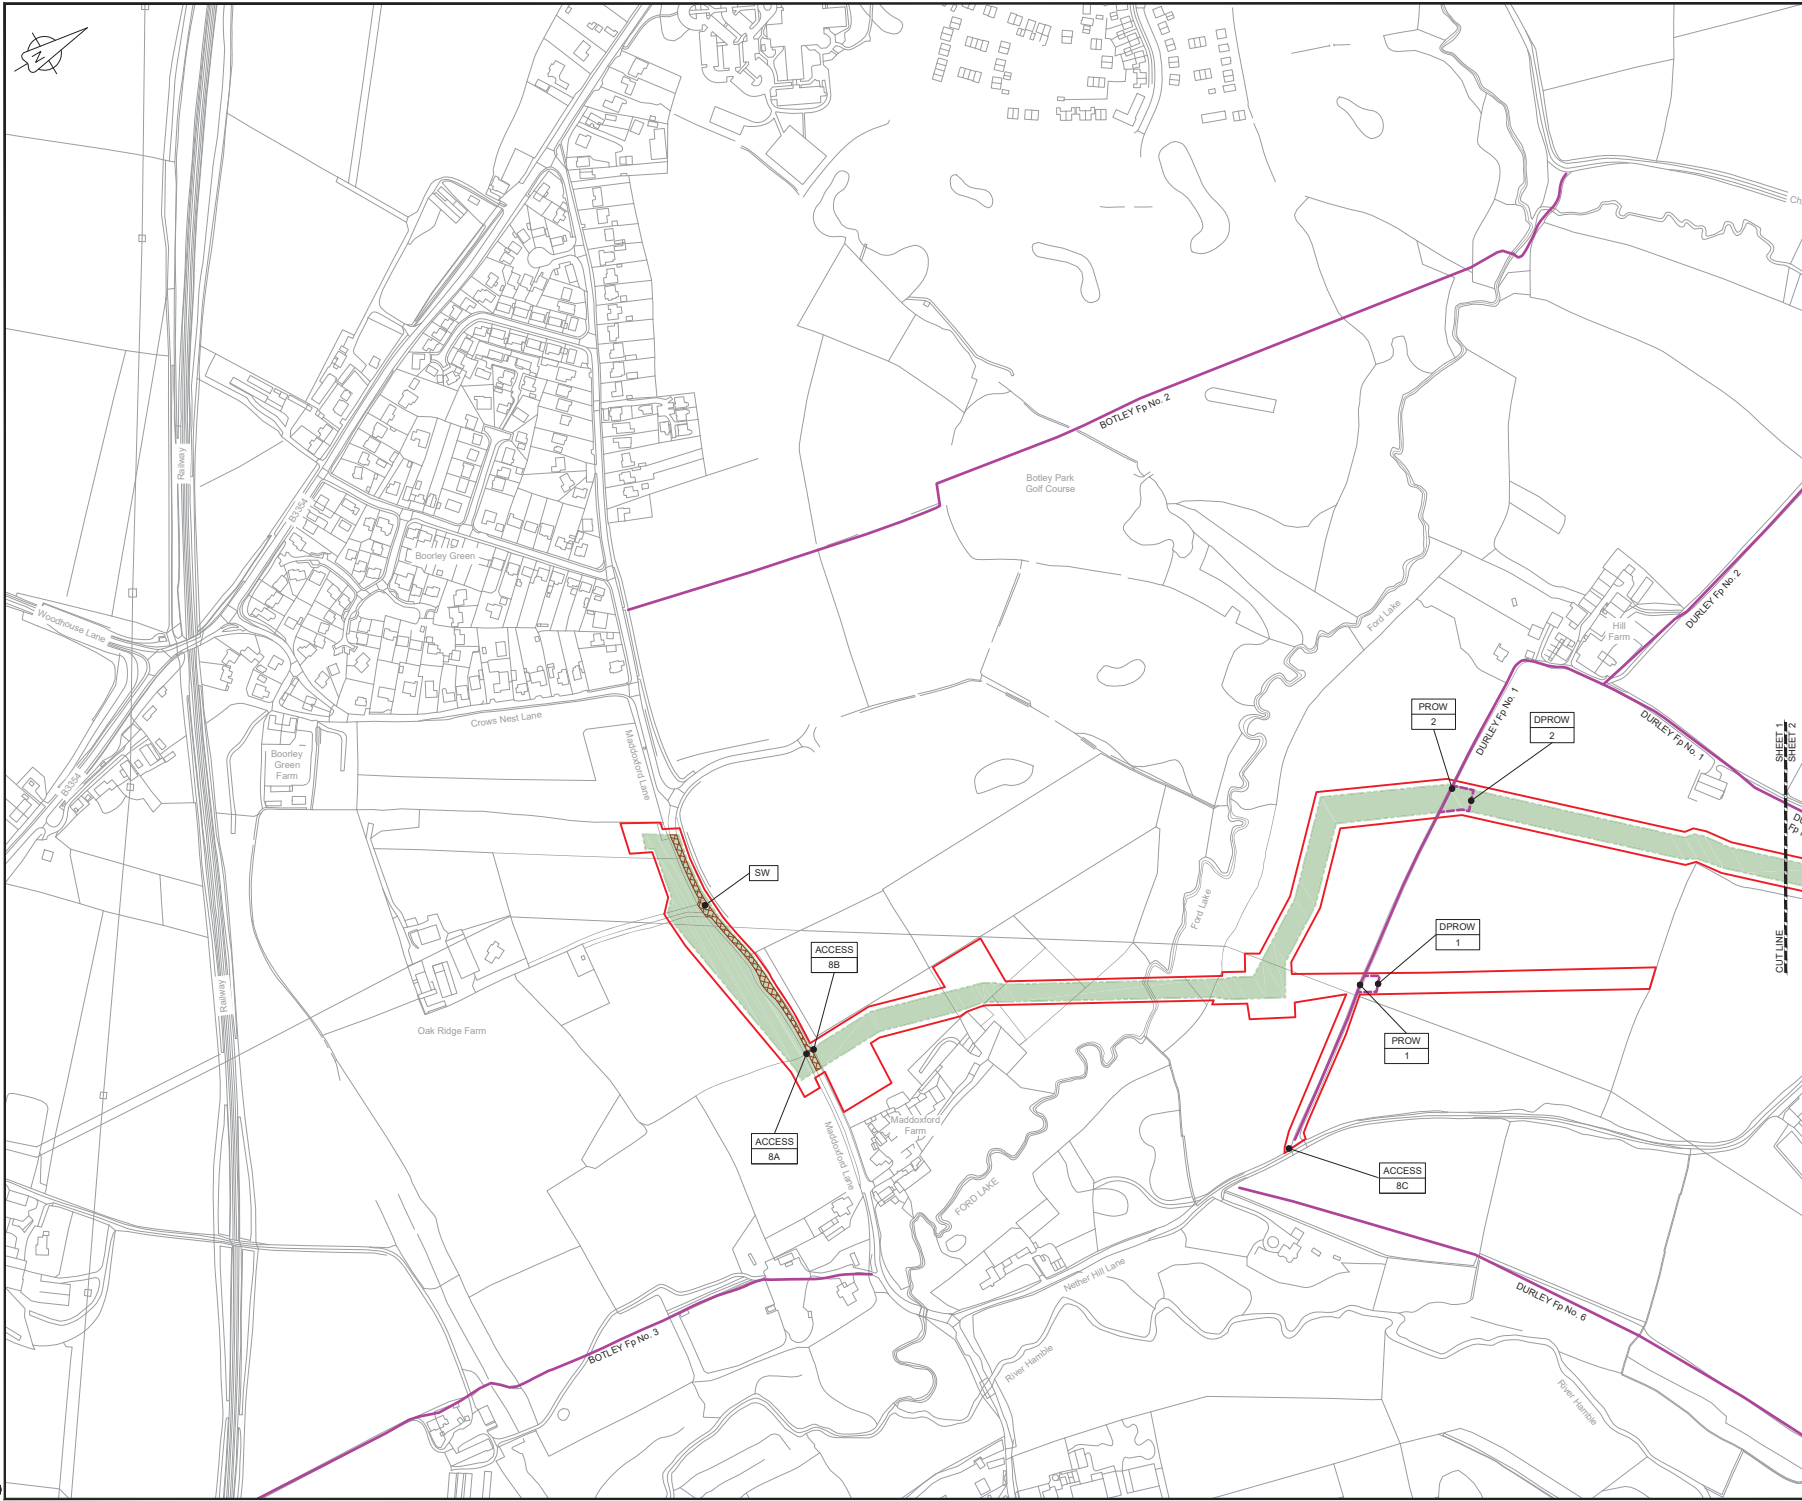 N
Ch
Railway
BOTLEY Fp No. 2
Botley Park
Golf Course
B3354
Boorley Green
Woodhouse Lane
Ford Lake
DURLEY Fp No. 2
Hill
Farm
PROW
2
DURLEY Fp No. 1
DPROW
2
DURLEY Fp No. 1
SHEET 1
SHEET 2
CUT LINE
Crows Nest Lane
Maddoxford Lane
Boorley
Green
Farm
B3354
SW
Ford Lake
DPROW
1
ACCESS
8B
Railway
Oak Ridge Farm
PROW
1
Maddoxford
Farm
ACCESS
8A
Maddoxford Lane
ACCESS
8C
FORD LAKE
Nether Hill Lane
DURLEY Fp No. 6
BOTLEY Fp No. 3
River Hamble
River Hamble